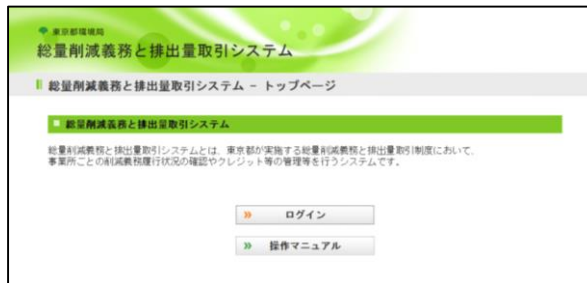 東京都環境局
総量削減義務と排出量取引システム
総量削減義務と排出量取引システム － トップページ
総量削減義務と排出量取引システム
総量削減義務と排出量取引システムとは、東京都が実施する総量削減義務と排出量取引制度において、
事業所ごとの削減義務履行状況の確認やクレジット等の管理等を行うシステムです。
ログイン
操作マニュアル